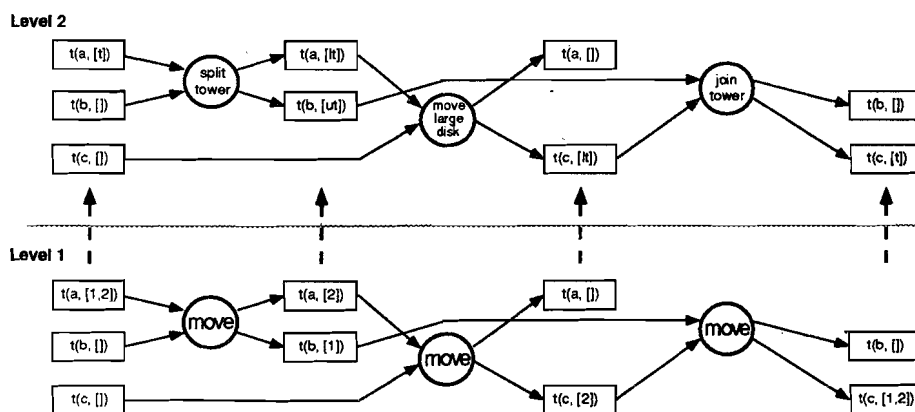 Level 2
t(a, [t])
t(a, [lt])
t(a, [])
split
tower
join
tower
t(b, [])
t(b, [ut])
move
large
disk
t(b, [])
t(c, [])
t(c, [lt])
t(c, [t])
Level 1
t(a, [1,2])
t(a, [2])
t(a, [])
move
move
t(b, [])
t(b, [1])
t(b, [])
move
t(c, [])
t(c, [2])
t(c, [1,2])